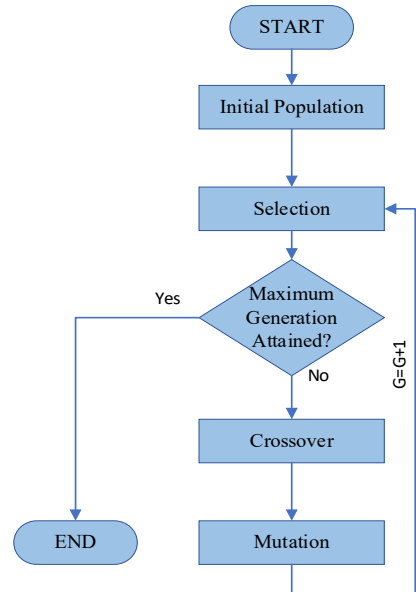 START
Initial Population
Selection
Yes
Maximum
Generation
Attained?
No
G=G+1
Crossover
END
Mutation